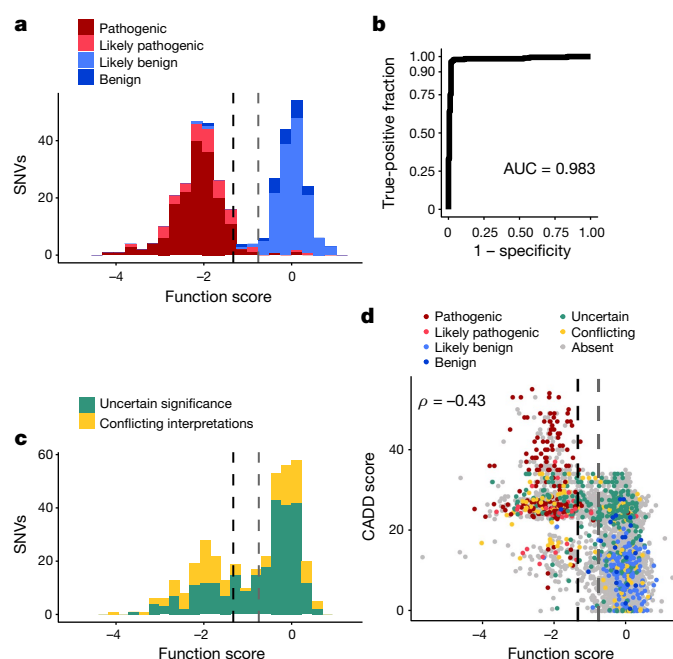 a
Pathogenic
Likely pathogenic
Likely benign
Benign
SNVs
40
20
0
−4
−2
0
Function score
b
True-positive fraction
1.00
0.90
0.50
0.25
0
AUC = 0.983
0
0.25
0.50
0.75
1.00
1 – specificity
c
Uncertain significance
Conflicting interpretations
SNVs
60
40
20
0
−4
−2
0
Function score
d
Pathogenic
Likely pathogenic
Likely benign
Benign
Uncertain
Conflicting
Absent
ρ = –0.43
CADD score
40
20
0
−4
−2
0
Function score